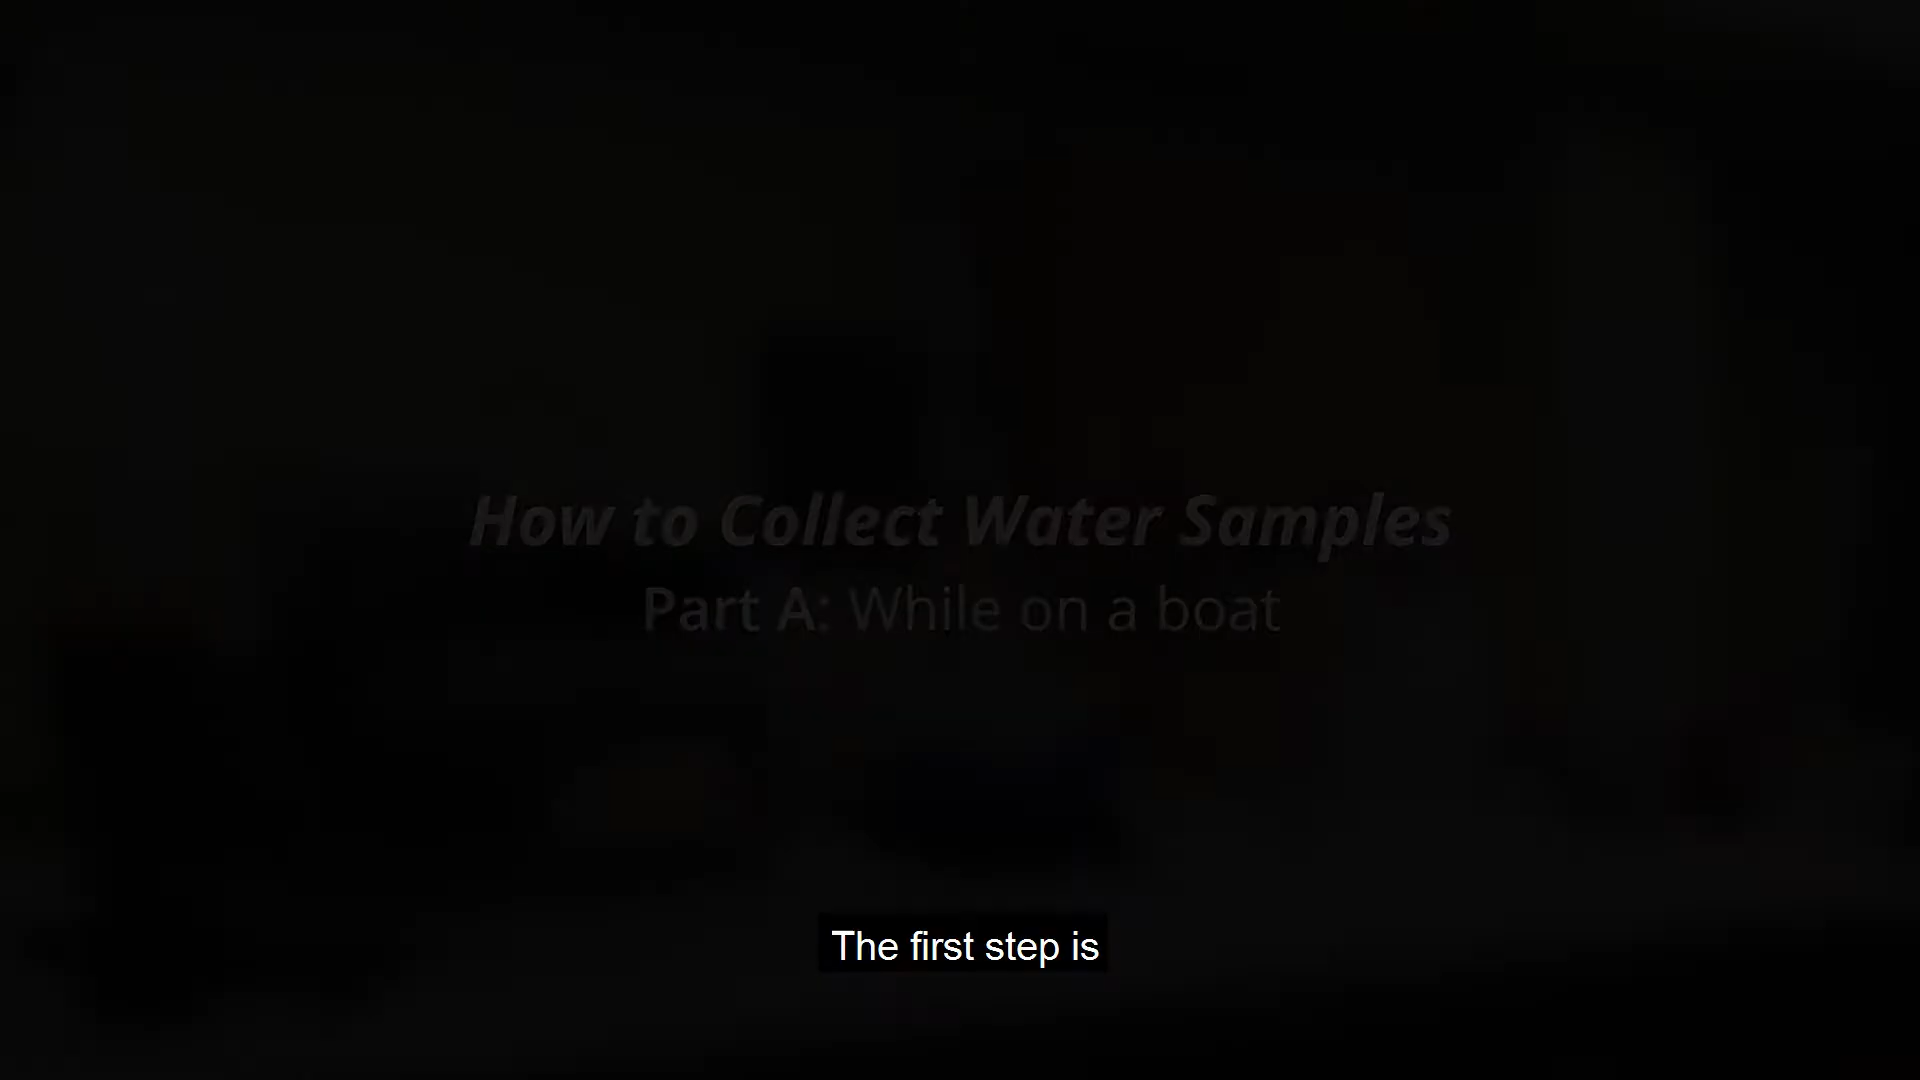 How to Collect Water Samples
Part A: While on a boat
The first step is